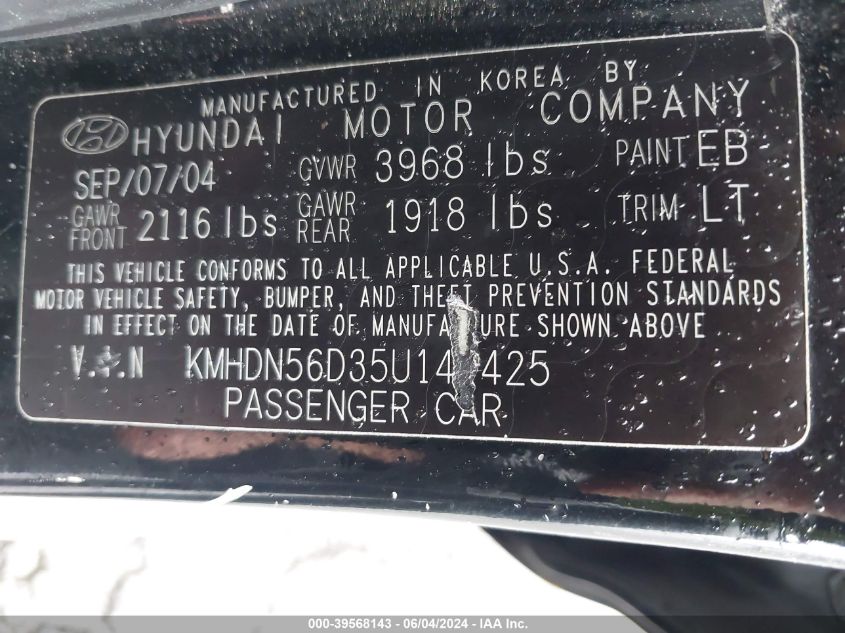 MANUFACTURED IN KOREA BY
HYUNDAI MOTOR COMPANY
SEP/07/04 GVWR 3968 lbs PAINT EB
GAWR FRONT 2116 lbs GAWR REAR 1918 lbs TRIM LT
THIS VEHICLE CONFORMS TO ALL APPLICABLE U.S.A. FEDERAL
MOTOR VEHICLE SAFETY, BUMPER, AND THEFT PREVENTION STANDARDS
IN EFFECT ON THE DATE OF MANUFACTURE SHOWN ABOVE
V.I.N
PASSENGER CAR
000-39568143 - 06/04/2024 - IAA Inc.